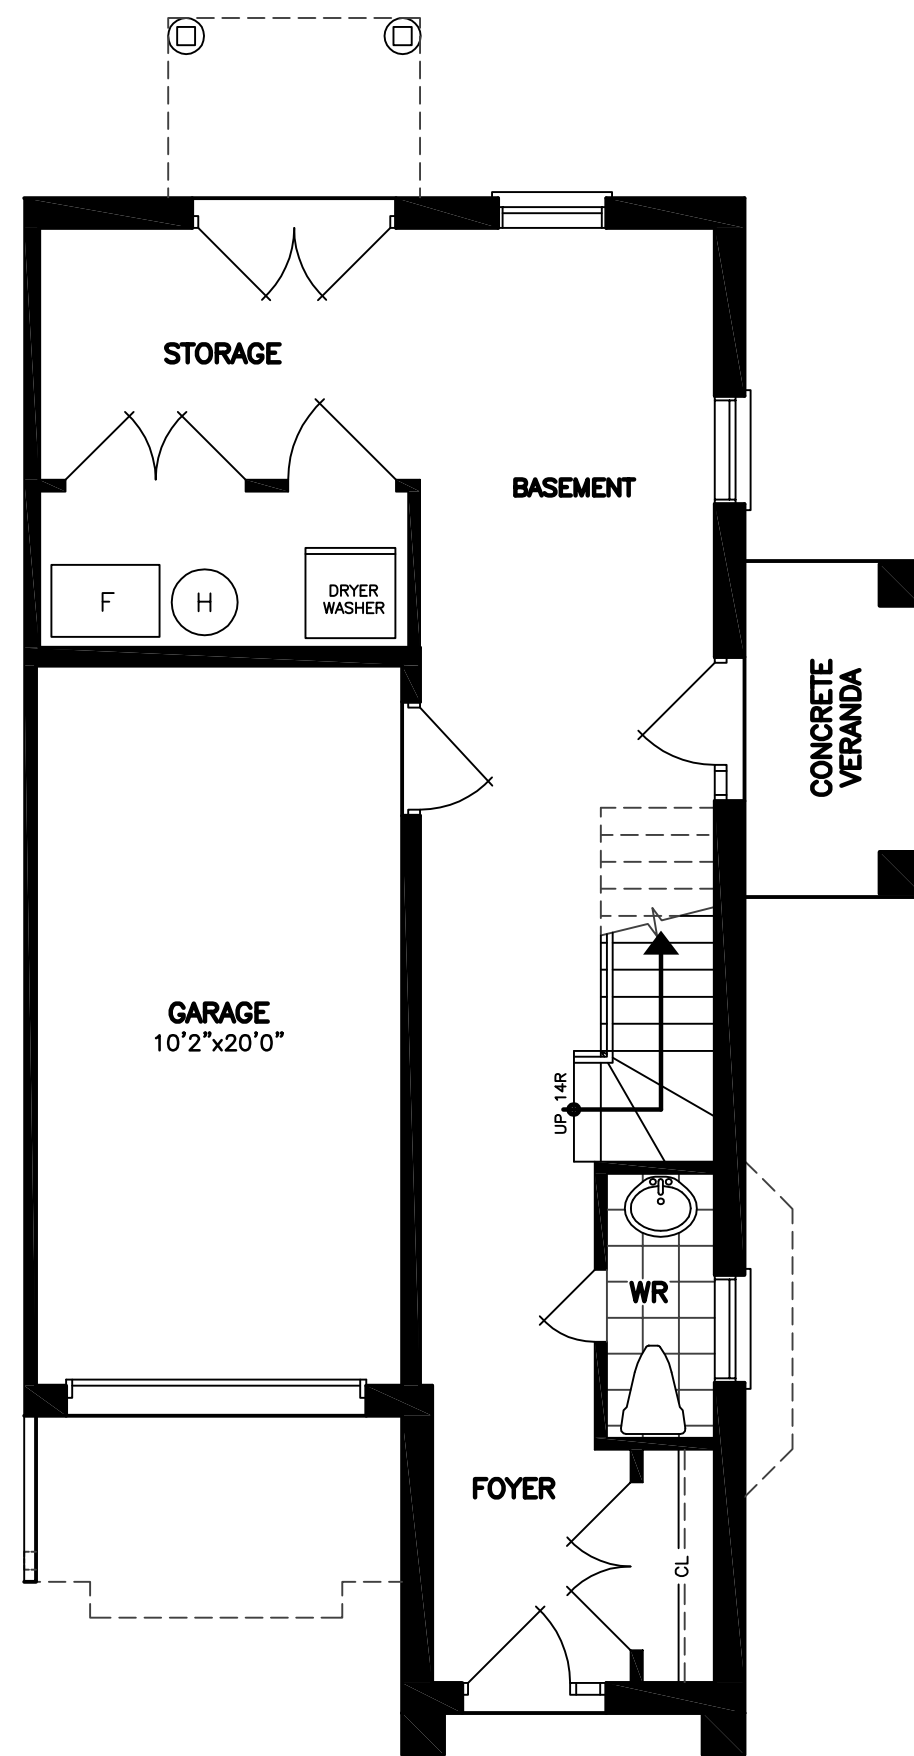 STORAGE
BASEMENT
F
H
DRYER
WASHER
CONCRETE
VERANDA
GARAGE
10'2"x20'0"
UP 14R
WR
FOYER
CL